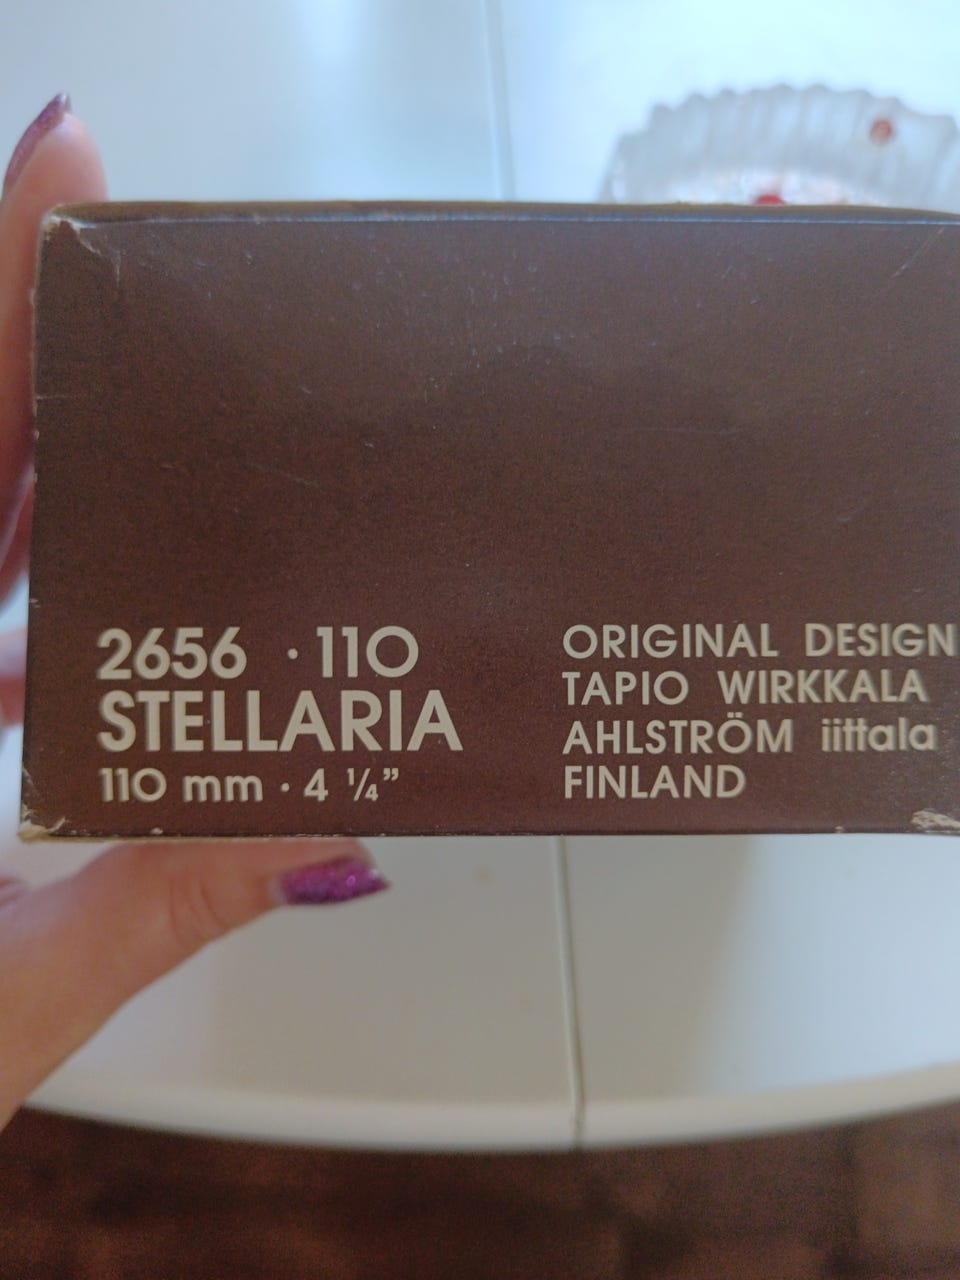 2656 · 110
STELLARIA
110 mm · 4 ¼”
ORIGINAL DESIGN
TAPIO WIRKKALA
AHLSTRÖM iittala
FINLAND